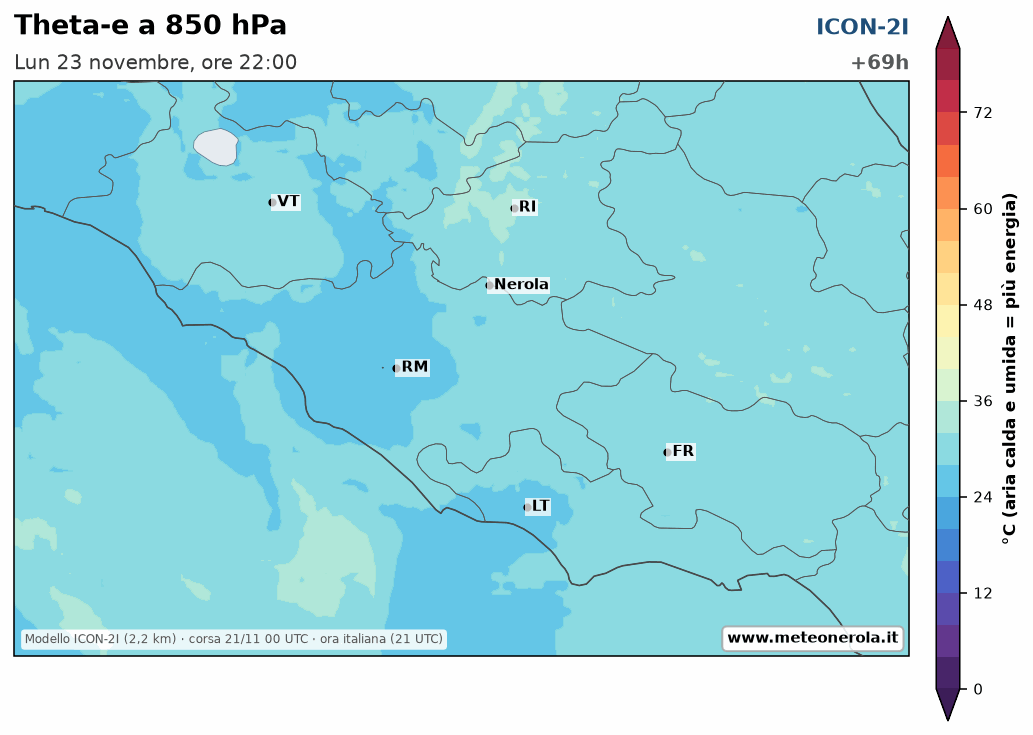 Theta-e a 850 hPa
ICON-2I
Lun 23 novembre, ore 22:00
+69h
VT
RI
Nerola
RM
FR
LT
Modello ICON-2I (2,2 km) · corsa 21/11 00 UTC · ora italiana (21 UTC)
www.meteonerola.it
72
60
48
36
24
12
0
°C (aria calda e umida = più energia)